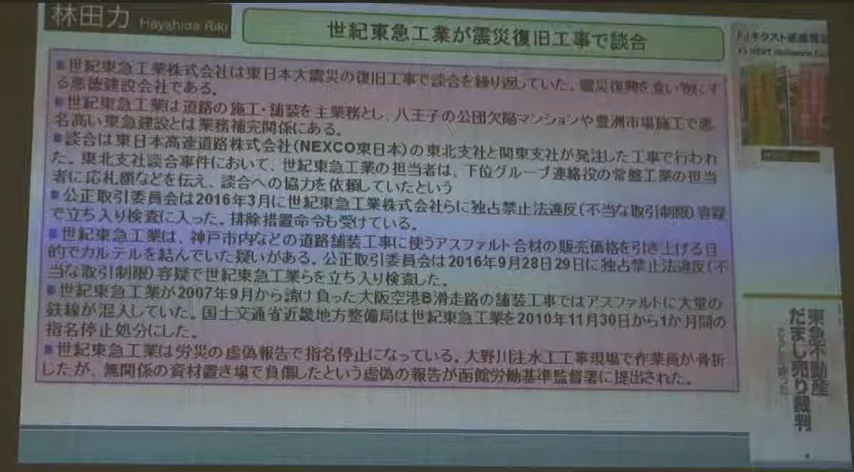 林田力 Hayashida Riki
世紀東急工業が震災復旧工事で談合
世紀東急工業株式会社は東日本大震災の復旧工事で談合を繰り返していた。震災復興を食い物にす
る悪徳建設会社である。
世紀東急工業は道路の施工・舗装を主業務とし、八王子の公団欠陥マンションや豊洲市場施工で悪
名高い東急建設とは業務補完関係にある。
談合は東日本高速道路株式会社(NEXCO東日本)の東北支社と関東支社が発注した工事で行われ
た。東北支社談合事件において、世紀東急工業の担当者は、下位グループ連絡役の常盤工業の担当
者に応札額などを伝え、談合への協力を依頼していたという
公正取引委員会は2016年3月に世紀東急工業株式会社らに独占禁止法違反(不当な取引制限)容疑
で立ち入り検査に入った。排除措置命令も受けている。
世紀東急工業は、神戸市内などの道路舗装工事に使うアスファルト合材の販売価格を引き上げる目
的でカルテルを結んでいた疑いがある。公正取引委員会は2016年9月28日29日に独占禁止法違反(不
当な取引制限)容疑で世紀東急工業らを立ち入り検査した。
世紀東急工業が2007年9月から請け負った大阪空港B滑走路の舗装工事ではアスファルトに大量の
鉄線が混入していた。国土交通省近畿地方整備局は世紀東急工業を2010年11月30日から1か月間の
指名停止処分にした。
世紀東急工業は労災の虚偽報告で指名停止になっている。大野川注水工工事現場で作業員が骨折
したが、無関係の資材置き場で負傷したという虚偽の報告が函館労働基準監督署に提出された。
東急不動産
だまし売り裁判